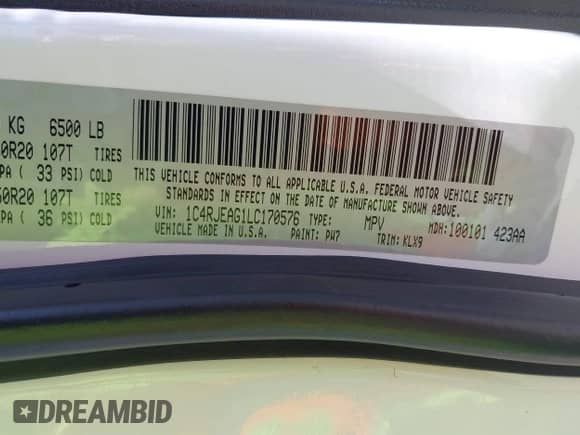 KG 6500 LB
0R20 107T TIRES
PA ( 33 PSI) COLD
50R20 107T TIRES
PA ( 36 PSI) COLD
THIS VEHICLE CONFORMS TO ALL APPLICABLE U.S.A. FEDERAL MOTOR VEHICLE SAFETY
STANDARDS IN EFFECT ON THE DATE OF MANUFACTURE SHOWN ABOVE.
VIN: 1C4RJEAG1LC170576 TYPE: MPV MDH:100101 423AA
VEHICLE MADE IN U.S.A. PAINT: PW7 TRIM: KLX9
DREAMBID